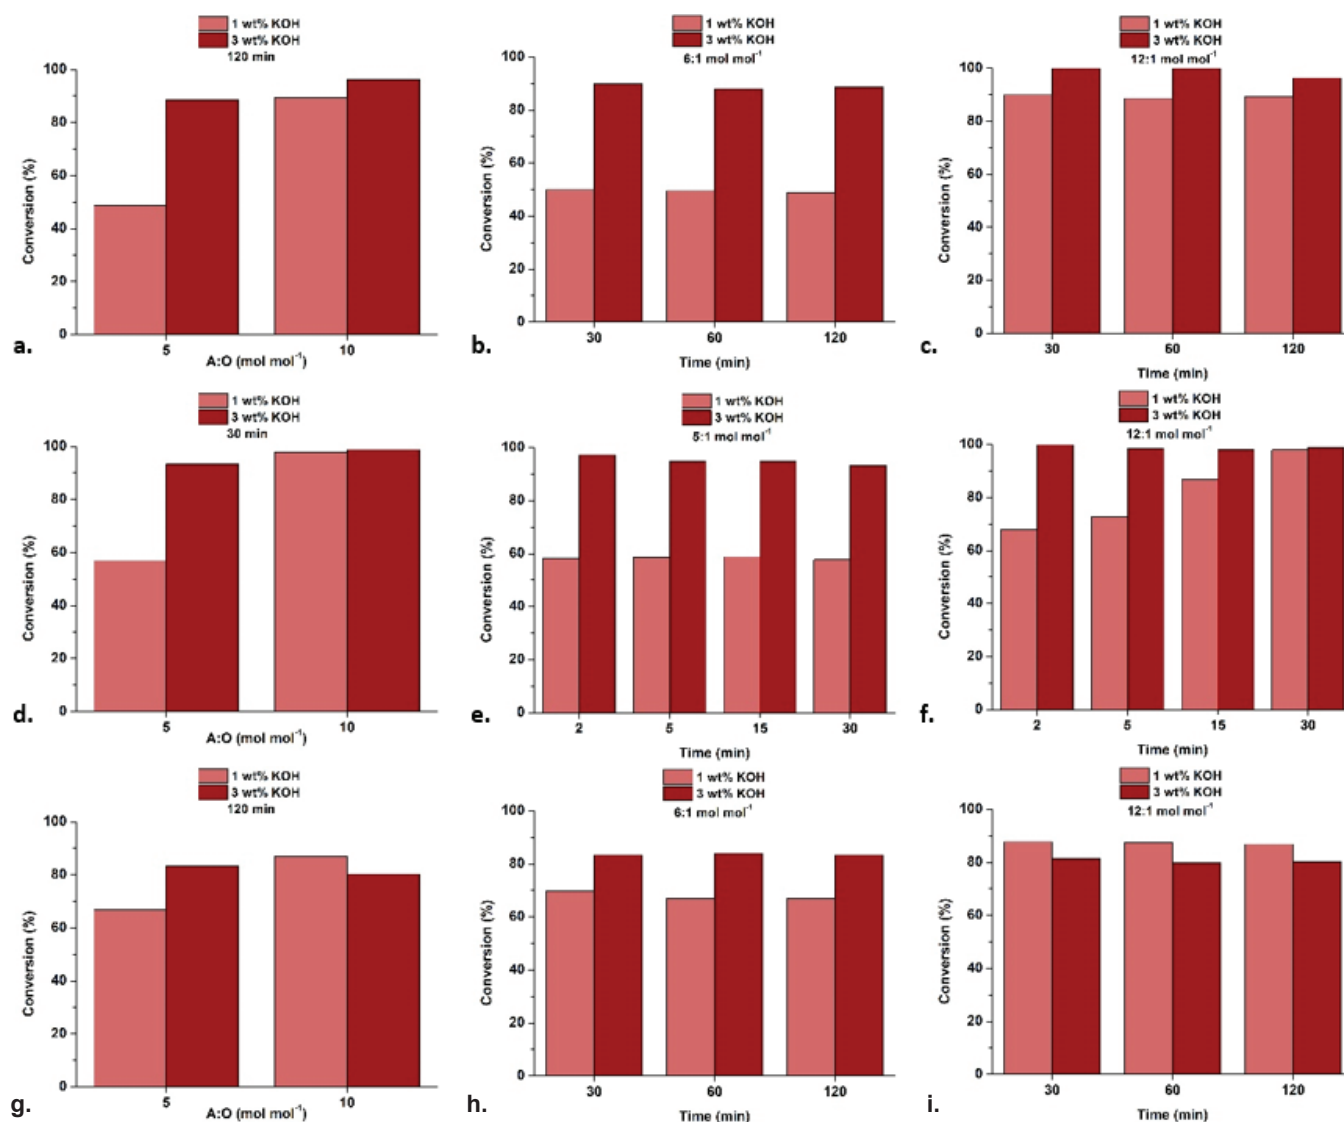 1 wt% KOH
3 wt% KOH
120 min
100
80
60
40
20
0
Conversion (%)
5
10
A:O (mol mol⁻¹)
a.
1 wt% KOH
3 wt% KOH
6:1 mol mol⁻¹
100
80
60
40
20
0
Conversion (%)
30
60
120
Time (min)
b.
1 wt% KOH
3 wt% KOH
12:1 mol mol⁻¹
100
80
60
40
20
0
Conversion (%)
30
60
120
Time (min)
c.
1 wt% KOH
3 wt% KOH
30 min
100
80
60
40
20
0
Conversion (%)
5
10
A:O (mol mol⁻¹)
d.
1 wt% KOH
3 wt% KOH
5:1 mol mol⁻¹
100
80
60
40
20
0
Conversion (%)
2
5
15
30
Time (min)
e.
1 wt% KOH
3 wt% KOH
12:1 mol mol⁻¹
100
80
60
40
20
0
Conversion (%)
2
5
15
30
Time (min)
f.
1 wt% KOH
3 wt% KOH
120 min
100
80
60
40
20
0
Conversion (%)
5
10
A:O (mol mol⁻¹)
g.
1 wt% KOH
3 wt% KOH
6:1 mol mol⁻¹
100
80
60
40
20
0
Conversion (%)
30
60
120
Time (min)
h.
1 wt% KOH
3 wt% KOH
12:1 mol mol⁻¹
100
80
60
40
20
0
Conversion (%)
30
60
120
Time (min)
i.